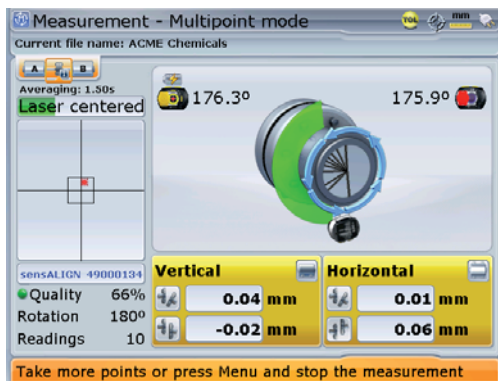 Measurement - Multipoint mode
TOL
mm
Current file name: ACME Chemicals
A
B
Averaging: 1.50s
Laser centered
176.3º
175.9º
sensALIGN 49000134
Quality 66%
Rotation 180º
Readings 10
Vertical
0.04 mm
-0.02 mm
Horizontal
0.01 mm
0.06 mm
Take more points or press Menu and stop the measurement